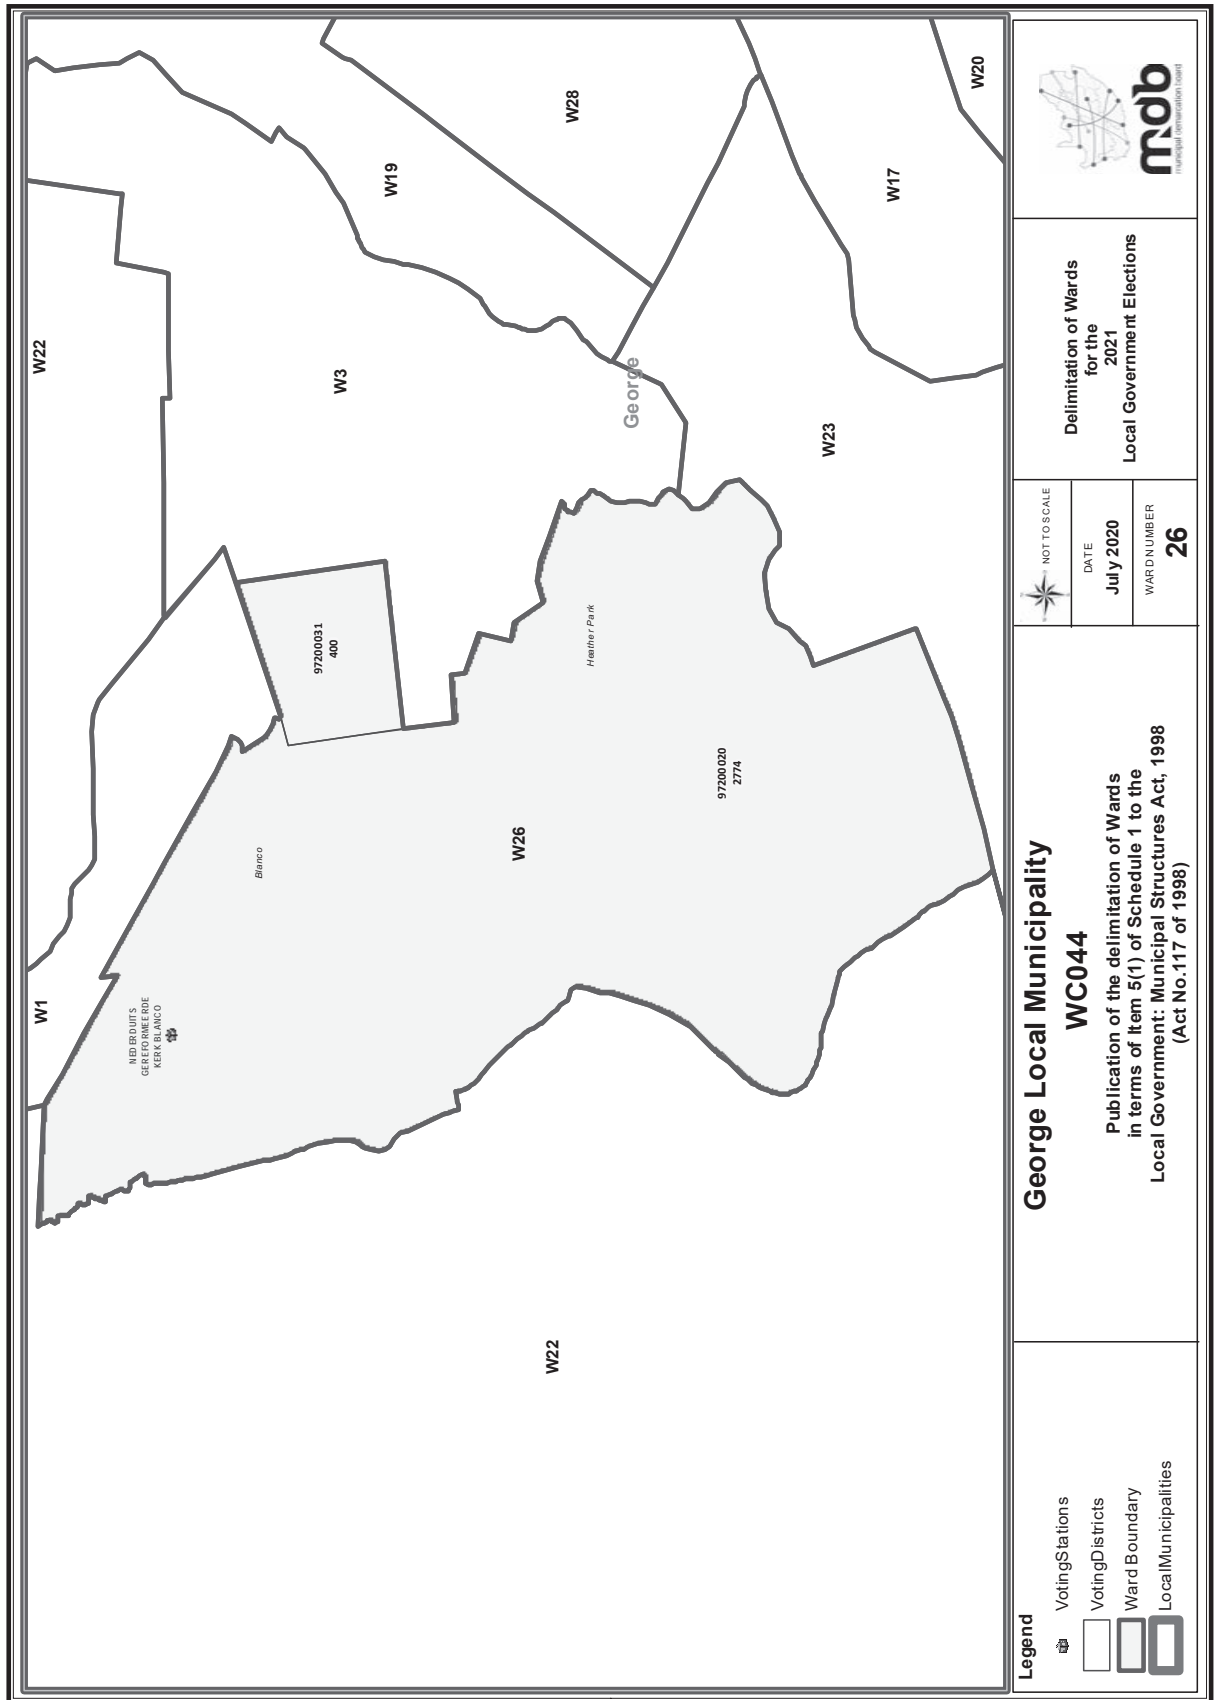 W22
W1
W3
W19
W28
W20
W17
W23
W26
W22
George
Blanco
Heather Park
97200031
400
97200020
2774
NEDERDUITS
GEREFORMEERDE
KERK BLANCO
Legend
VotingStations
VotingDistricts
Ward Boundary
LocalMunicipalities
George Local Municipality
WC044
Publication of the delimitation of Wards
in terms of Item 5(1) of Schedule 1 to the
Local Government: Municipal Structures Act, 1998
(Act No.117 of 1998)
NOT TO SCALE
DATE
July 2020
WARD NUMBER
26
Delimitation of Wards
for the
2021
Local Government Elections
mdb
municipal demarcation board